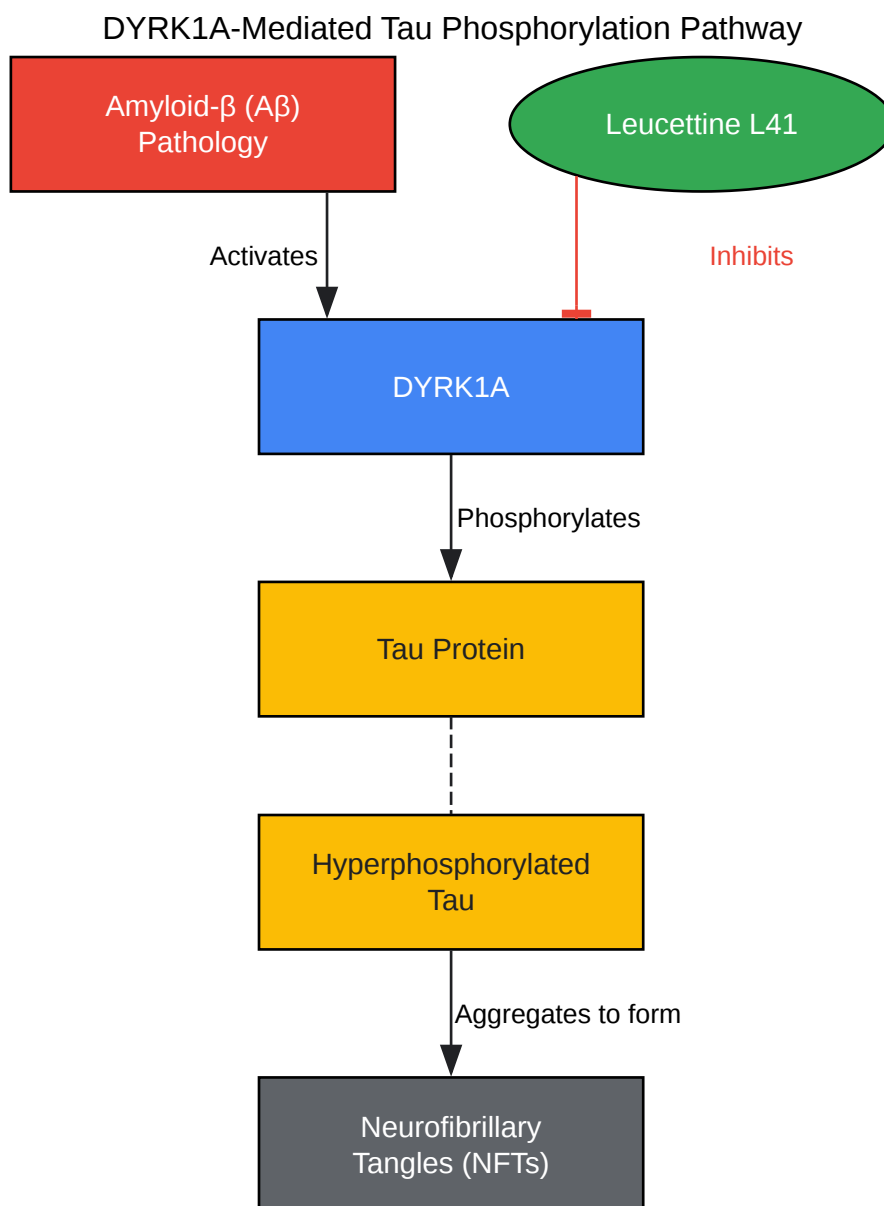 DYRK1A-Mediated Tau Phosphorylation Pathway
Amyloid-β (Aβ)
Pathology
Leucettine L41
Activates
Inhibits
DYRK1A
Phosphorylates
Tau Protein
Hyperphosphorylated
Tau
Aggregates to form
Neurofibrillary
Tangles (NFTs)